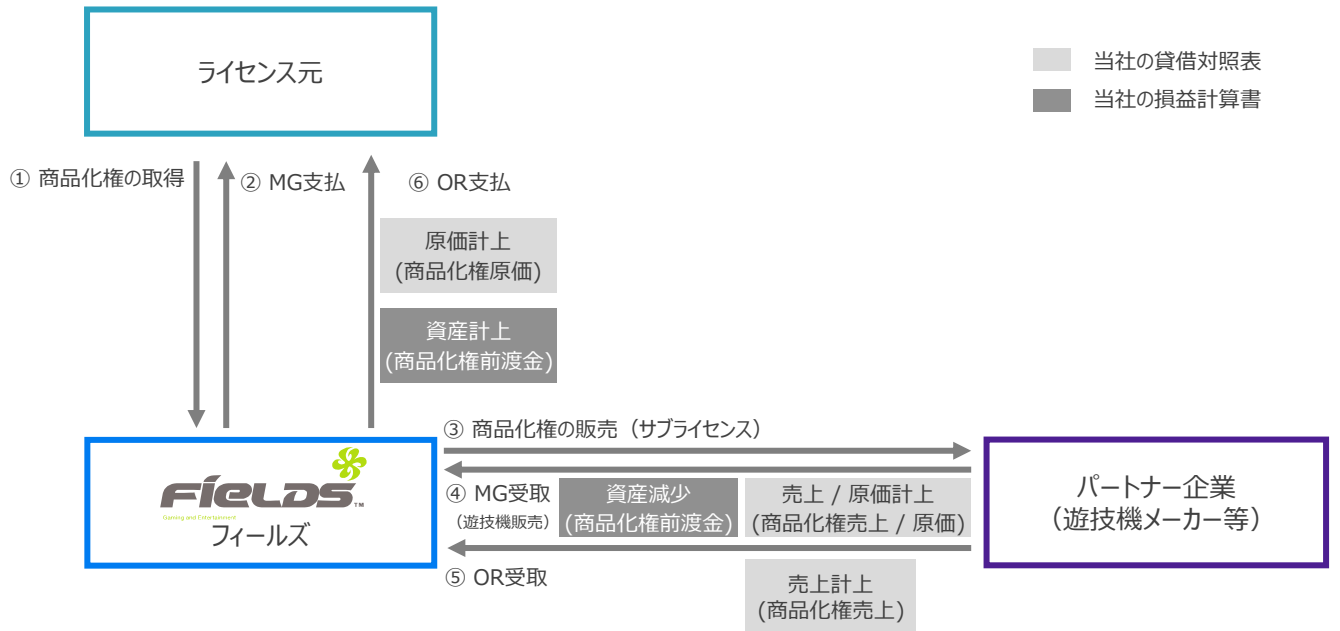 ライセンス元
当社の貸借対照表
当社の損益計算書
① 商品化権の取得
② MG支払
⑥ OR支払
原価計上
(商品化権原価)
資産計上
(商品化権前渡金)
③ 商品化権の販売（サブライセンス）
FIELDS™
Gaming and Entertainment
フィールズ
④ MG受取
（遊技機販売）
資産減少
(商品化権前渡金)
売上 / 原価計上
(商品化権売上 / 原価)
パートナー企業
（遊技機メーカー等）
⑤ OR受取
売上計上
(商品化権売上)